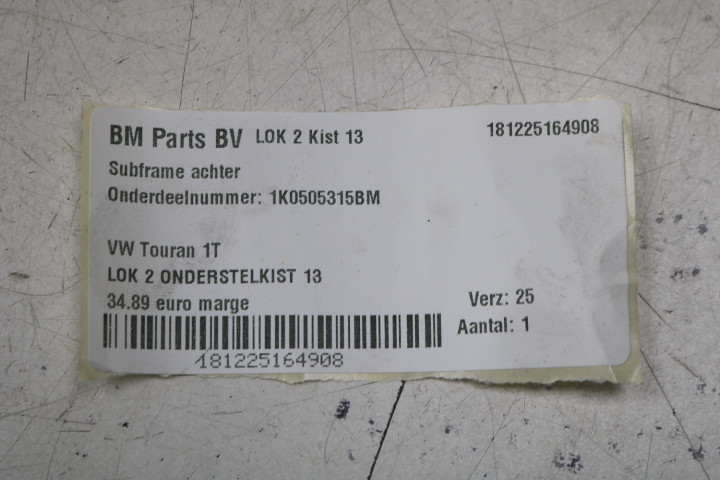 BM Parts BV LOK 2 Kist 13 181225164908
Subframe achter
Onderdeelnummer: 1K0505315BM
VW Touran 1T
LOK 2 ONDERSTELKIST 13
34.89 euro marge Verz: 25
Aantal: 1
181225164908